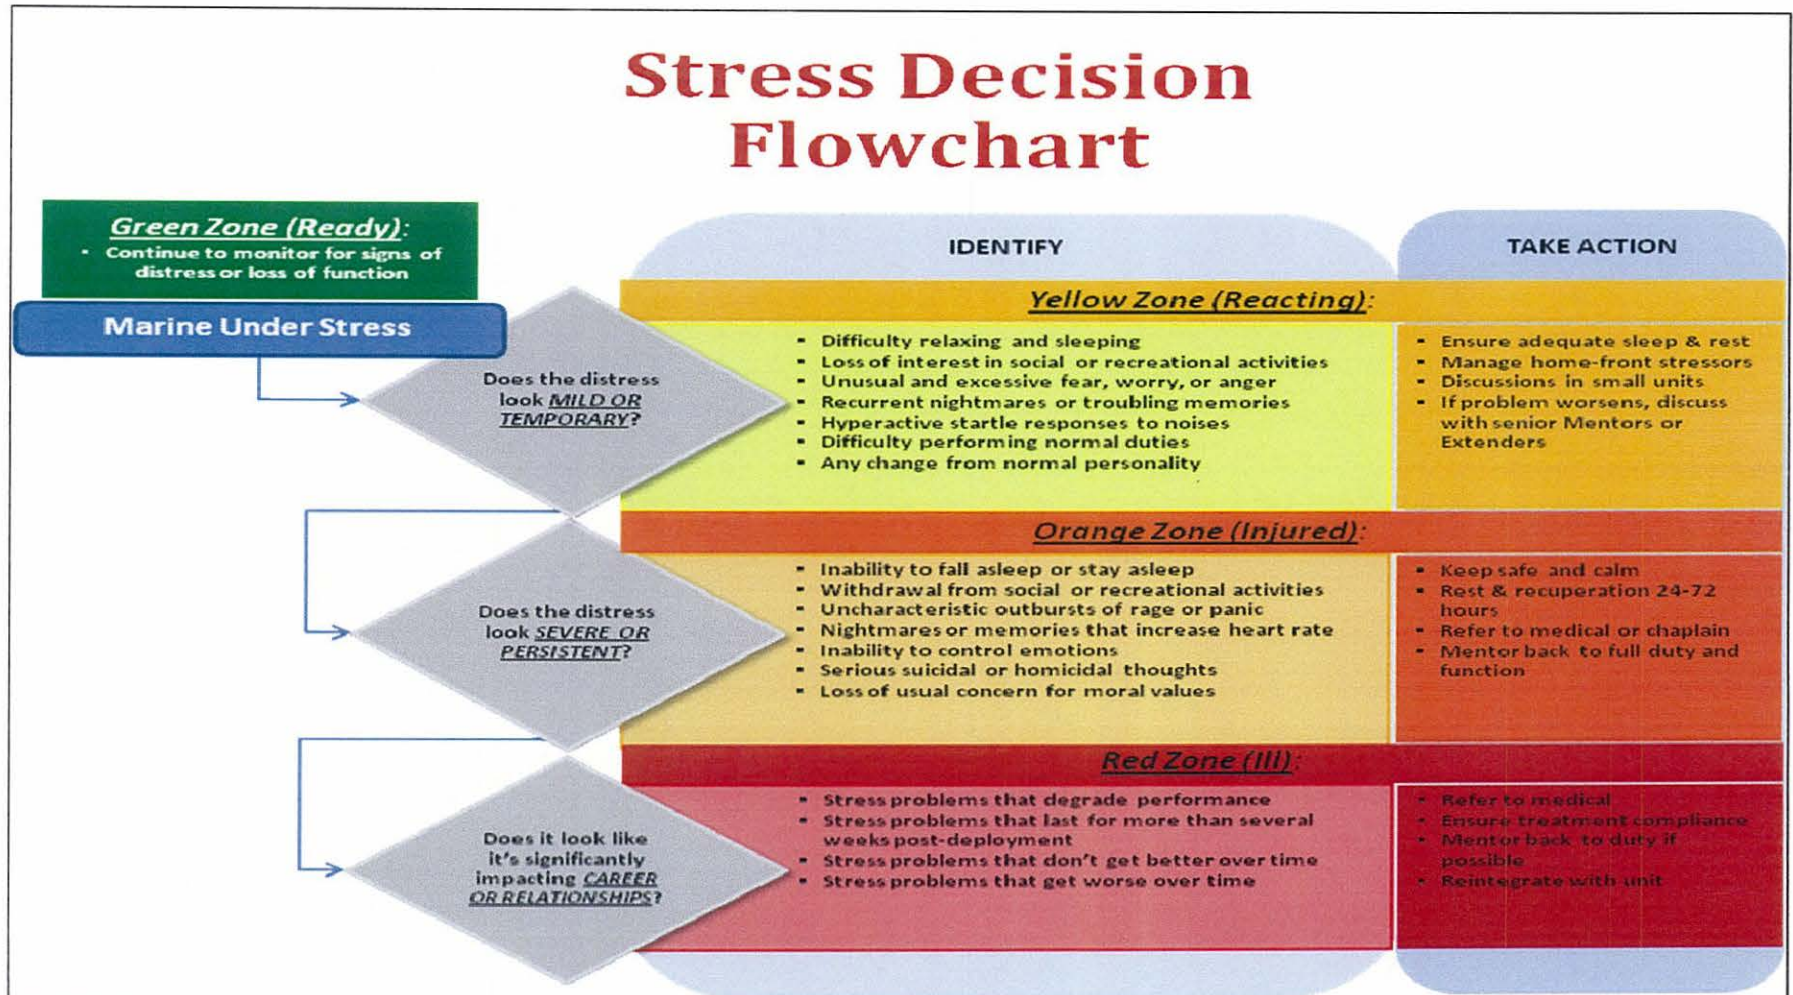 Stress Decision
Flowchart
Green Zone (Ready):
▪ Continue to monitor for signs of
distress or loss of function
Marine Under Stress
IDENTIFY
TAKE ACTION
Does the distress
look MILD OR
TEMPORARY?
Yellow Zone (Reacting):
▪ Difficulty relaxing and sleeping
▪ Loss of interest in social or recreational activities
▪ Unusual and excessive fear, worry, or anger
▪ Recurrent nightmares or troubling memories
▪ Hyperactive startle responses to noises
▪ Difficulty performing normal duties
▪ Any change from normal personality
▪ Ensure adequate sleep & rest
▪ Manage home-front stressors
▪ Discussions in small units
▪ If problem worsens, discuss
with senior Mentors or
Extenders
Does the distress
look SEVERE OR
PERSISTENT?
Orange Zone (Injured):
▪ Inability to fall asleep or stay asleep
▪ Withdrawal from social or recreational activities
▪ Uncharacteristic outbursts of rage or panic
▪ Nightmares or memories that increase heart rate
▪ Inability to control emotions
▪ Serious suicidal or homicidal thoughts
▪ Loss of usual concern for moral values
▪ Keep safe and calm
▪ Rest & recuperation 24-72
hours
▪ Refer to medical or chaplain
▪ Mentor back to full duty and
function
Does it look like
it's significantly
impacting CAREER
OR RELATIONSHIPS?
Red Zone (Ill):
▪ Stress problems that degrade performance
▪ Stress problems that last for more than several
weeks post-deployment
▪ Stress problems that don't get better over time
▪ Stress problems that get worse over time
▪ Refer to medical
▪ Ensure treatment compliance
▪ Mentor back to duty if
possible
▪ Reintegrate with unit